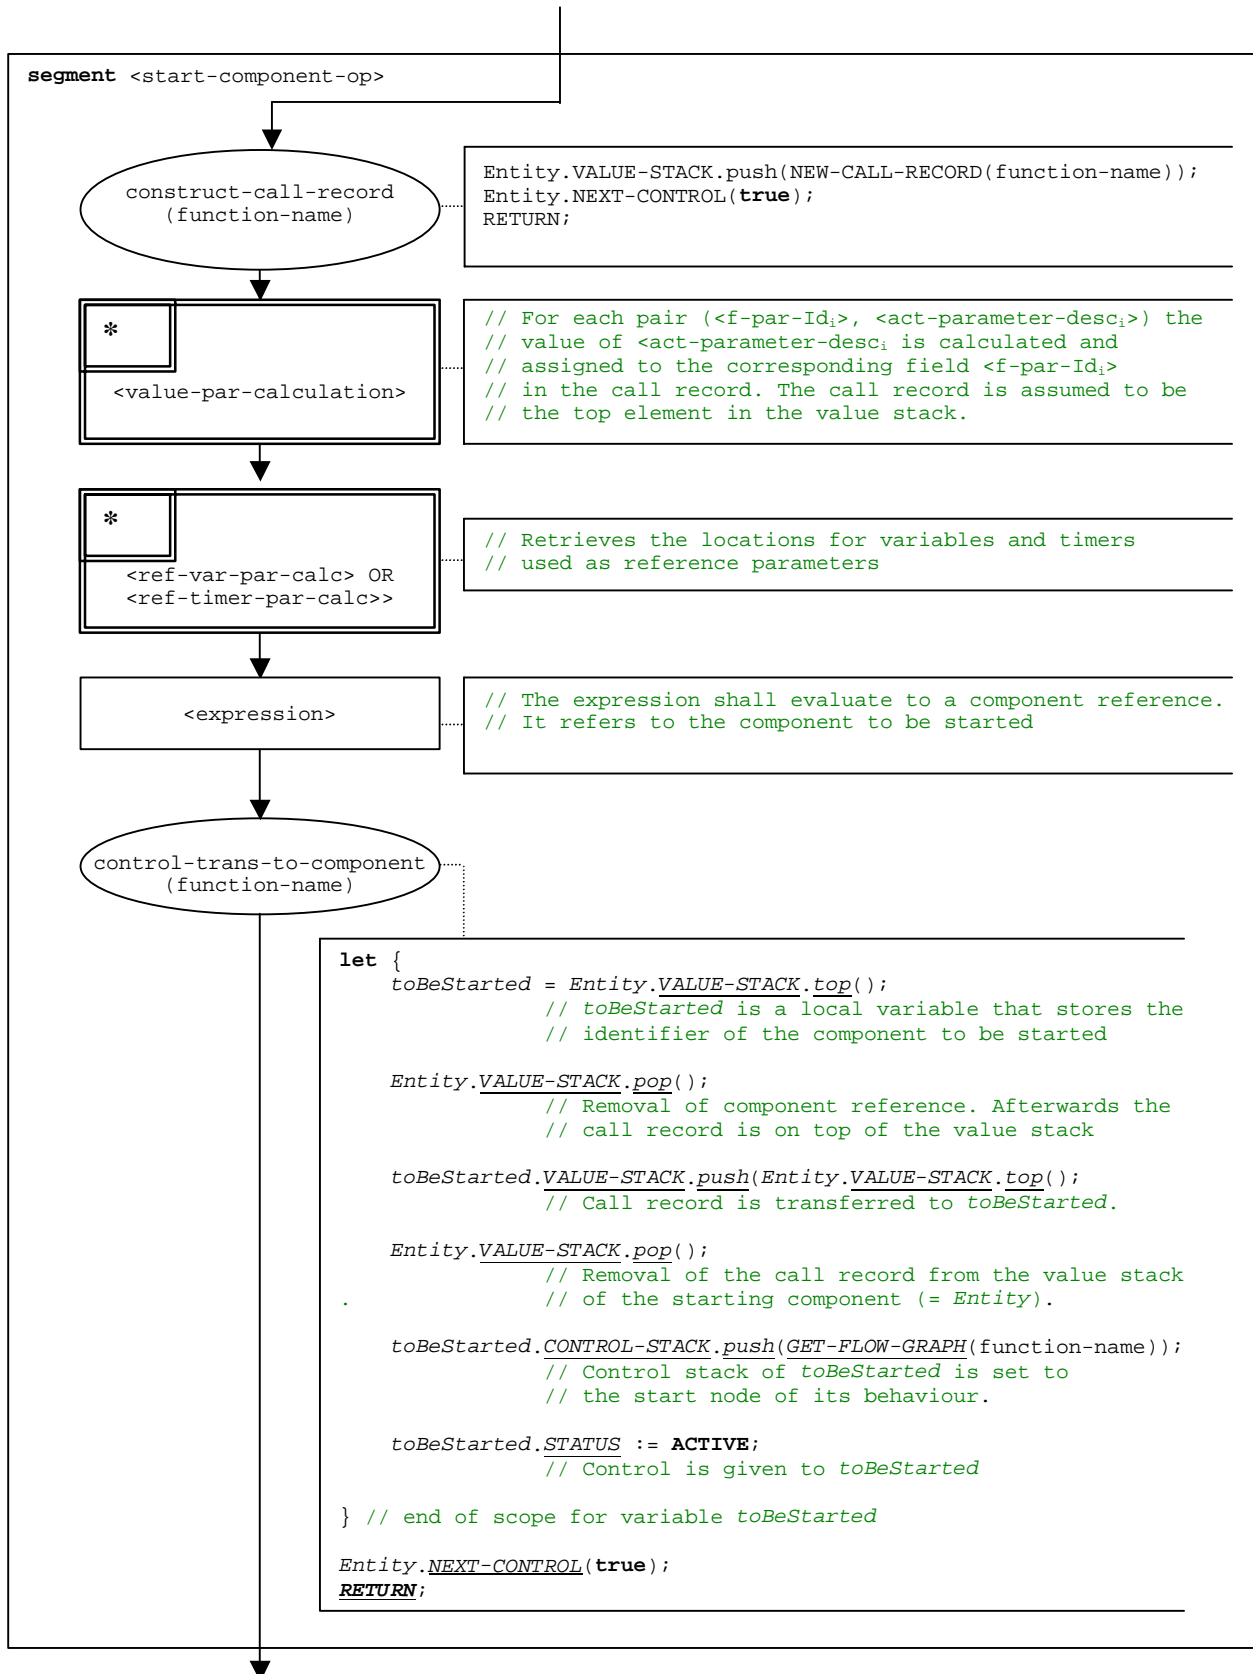 segment <start-component-op>
construct-call-record
(function-name)
Entity.VALUE-STACK.push(NEW-CALL-RECORD(function-name));
Entity.NEXT-CONTROL(true);
RETURN;
*
<value-par-calculation>
// For each pair (<f-par-Idi>, <act-parameter-desci>) the
// value of <act-parameter-desci is calculated and
// assigned to the corresponding field <f-par-Idi>
// in the call record. The call record is assumed to be
// the top element in the value stack.
*
<ref-var-par-calc> OR
<ref-timer-par-calc>>
// Retrieves the locations for variables and timers
// used as reference parameters
<expression>
// The expression shall evaluate to a component reference.
// It refers to the component to be started
control-trans-to-component
(function-name)
let {
toBeStarted = Entity.VALUE-STACK.top();
// toBeStarted is a local variable that stores the
// identifier of the component to be started
Entity.VALUE-STACK.pop();
// Removal of component reference. Afterwards the
// call record is on top of the value stack
toBeStarted.VALUE-STACK.push(Entity.VALUE-STACK.top();
// Call record is transferred to toBeStarted.
Entity.VALUE-STACK.pop();
// Removal of the call record from the value stack
. // of the starting component (= Entity).
toBeStarted.CONTROL-STACK.push(GET-FLOW-GRAPH(function-name));
// Control stack of toBeStarted is set to
// the start node of its behaviour.
toBeStarted.STATUS := ACTIVE;
// Control is given to toBeStarted
} // end of scope for variable toBeStarted
Entity.NEXT-CONTROL(true);
RETURN;